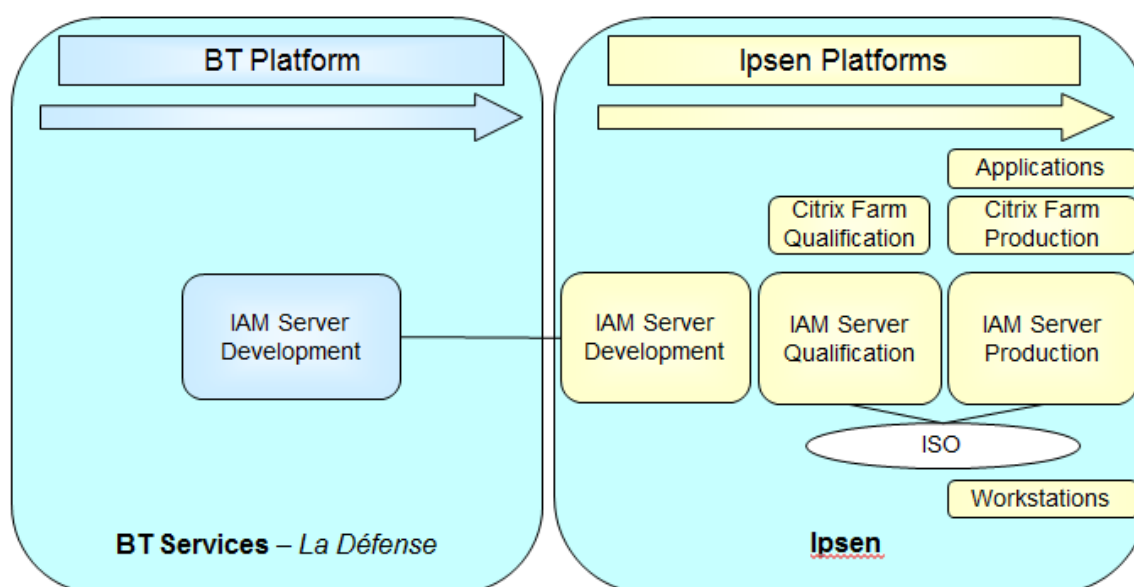 BT Platform
Ipsen Platforms
Applications
Citrix Farm
Qualification
Citrix Farm
Production
IAM Server
Development
IAM Server
Development
IAM Server
Qualification
IAM Server
Production
ISO
Workstations
BT Services – La Défense
Ipsen